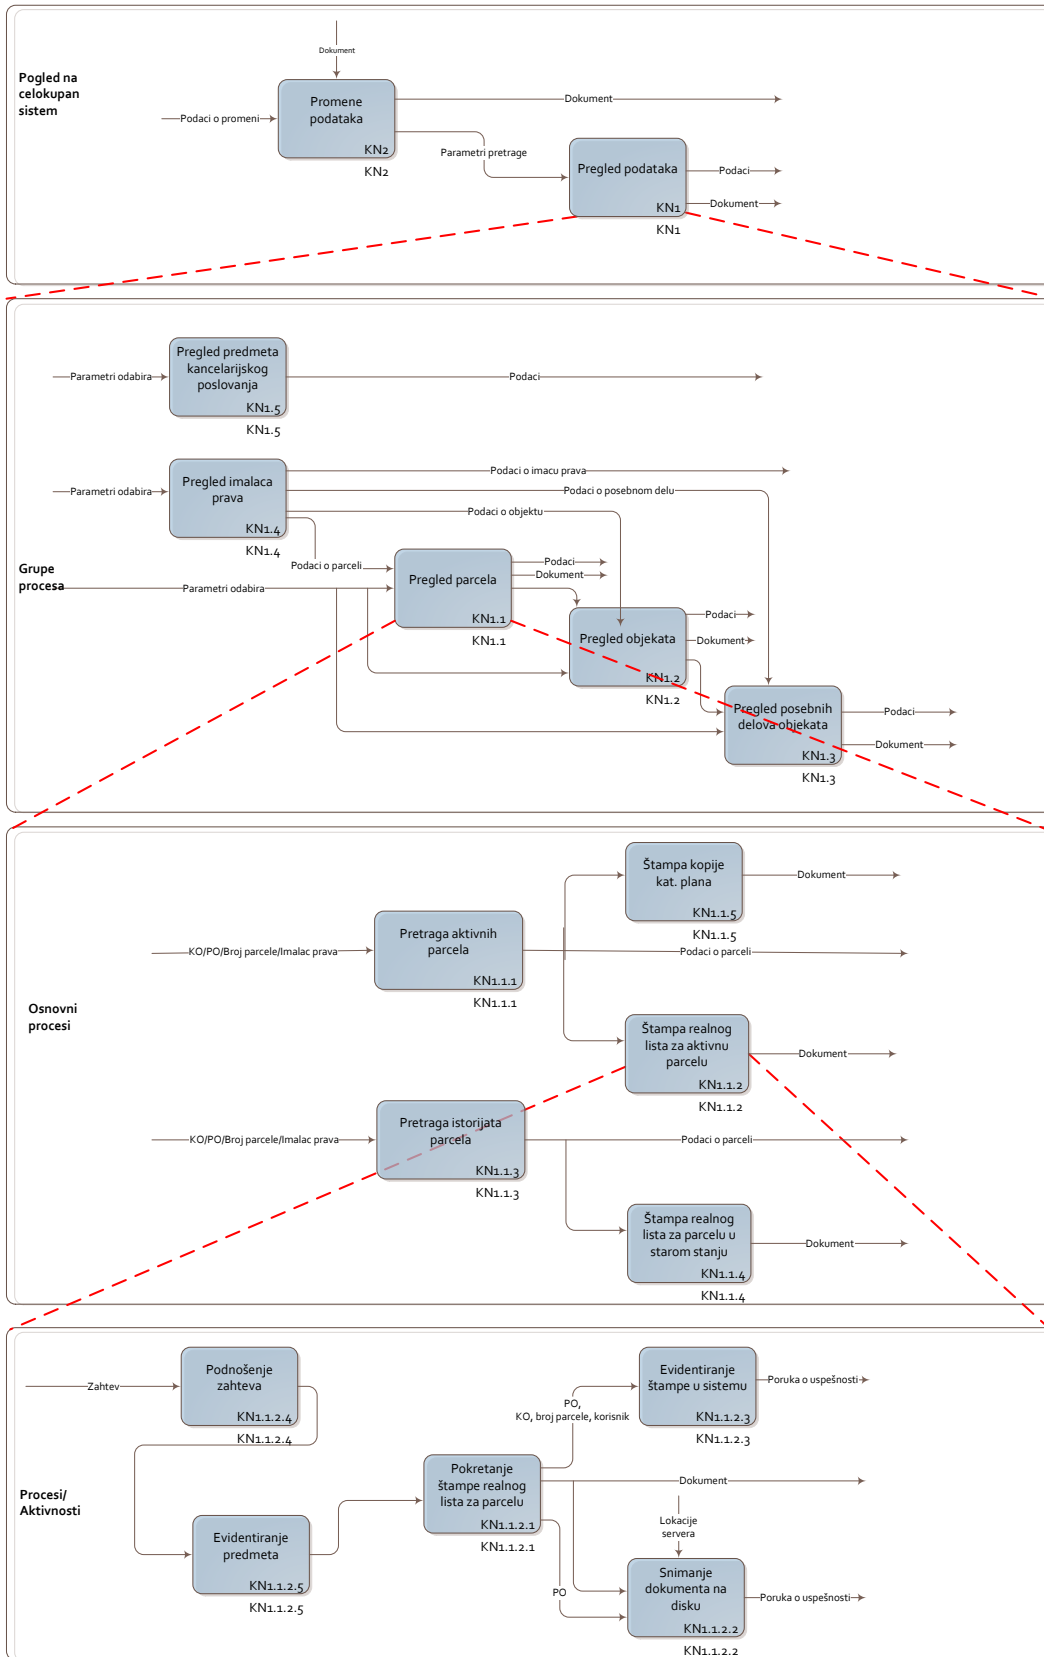 Pogled na
celokupan
sistem
Dokument
Podaci o promeni
Promene
podataka
KN2
KN2
Dokument
Parametri pretrage
Pregled podataka
KN1
KN1
Podaci
Dokument
Grupe
procesa
Parametri odabira
Pregled predmeta
kancelarijskog
poslovanja
KN1.5
KN1.5
Podaci
Parametri odabira
Pregled imalaca
prava
KN1.4
KN1.4
Podaci o imacu prava
Podaci o posebnom delu
Podaci o objektu
Podaci o parceli
Parametri odabira
Pregled parcela
KN1.1
KN1.1
Podaci
Dokument
Pregled objekata
KN1.2
KN1.2
Podaci
Dokument
Pregled posebnih
delova objekata
KN1.3
KN1.3
Podaci
Dokument
Osnovni
procesi
KO/PO/Broj parcele/Imalac prava
Pretraga aktivnih
parcela
KN1.1.1
KN1.1.1
Štampa kopije
kat. plana
KN1.1.5
KN1.1.5
Dokument
Podaci o parceli
Štampa realnog
lista za aktivnu
parcelu
KN1.1.2
KN1.1.2
Dokument
KO/PO/Broj parcele/Imalac prava
Pretraga istorijata
parcela
KN1.1.3
KN1.1.3
Podaci o parceli
Štampa realnog
lista za parcelu u
starom stanju
KN1.1.4
KN1.1.4
Dokument
Procesi/
Aktivnosti
Zahtev
Podnošenje
zahteva
KN1.1.2.4
KN1.1.2.4
Evidentiranje
predmeta
KN1.1.2.5
KN1.1.2.5
Pokretanje
štampe realnog
lista za parcelu
KN1.1.2.1
KN1.1.2.1
PO,
KO, broj parcele, korisnik
Evidentiranje
štampe u sistemu
KN1.1.2.3
KN1.1.2.3
Poruka o uspešnosti
Dokument
Lokacije
servera
PO
Snimanje
dokumenta na
disku
KN1.1.2.2
KN1.1.2.2
Poruka o uspešnosti